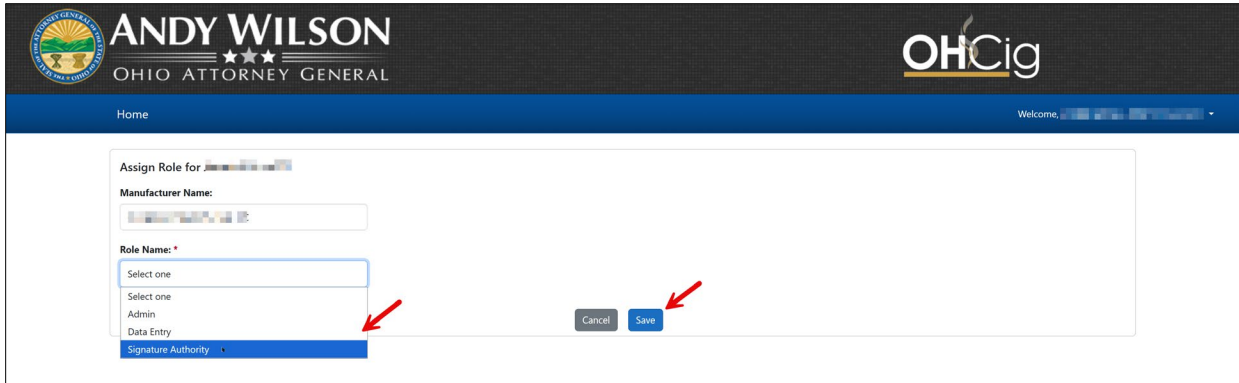 ANDY WILSON
OHIO ATTORNEY GENERAL
OHCig
Home
Welcome,
Assign Role for
Manufacturer Name:
Role Name: *
Select one
Select one
Admin
Data Entry
Signature Authority
Cancel
Save